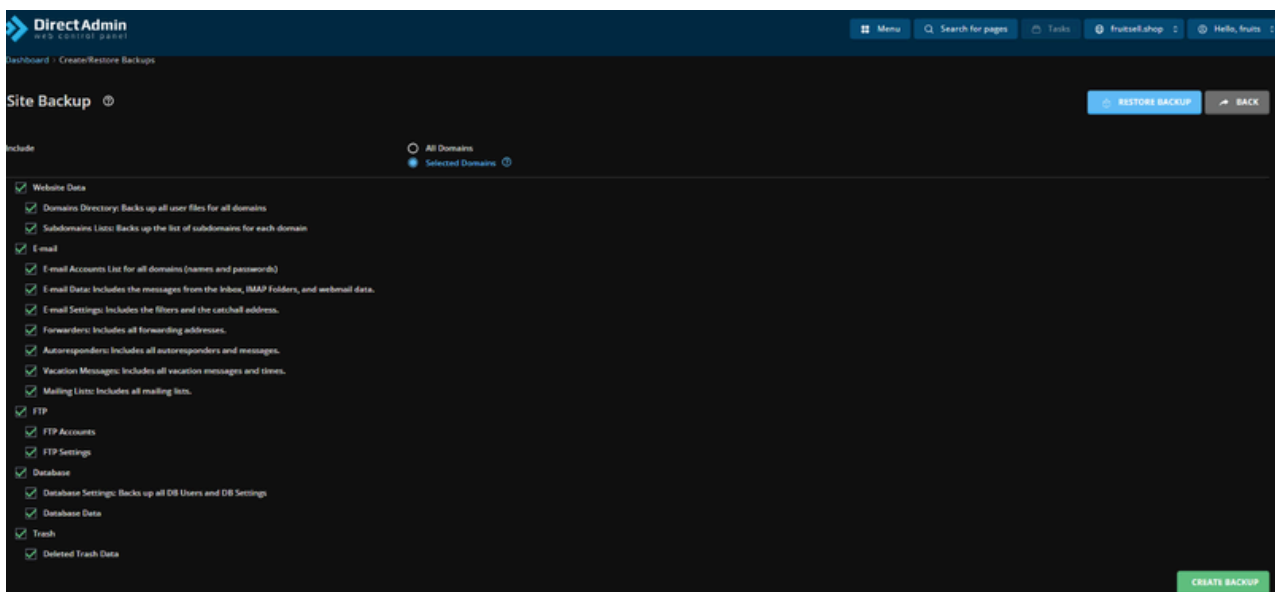 DirectAdmin
web control panel
Menu
Search for pages
Tasks
fruitsell.shop
Hello, fruits
Dashboard › Create/Restore Backups
Site Backup
RESTORE BACKUP
BACK
Include
All Domains
Selected Domains
Website Data
Domains Directory: Backs up all user files for all domains
Subdomains Lists: Backs up the list of subdomains for each domain
E-mail
E-mail Accounts List for all domains (names and passwords)
E-mail Data: Includes the messages from the Inbox, IMAP Folders, and webmail data.
E-mail Settings: Includes the filters and the catchall address.
Forwarders: Includes all forwarding addresses.
Autoresponders: Includes all autoresponders and messages.
Vacation Messages: Includes all vacation messages and times.
Mailing Lists: Includes all mailing lists.
FTP
FTP Accounts
FTP Settings
Database
Database Settings: Backs up all DB Users and DB Settings
Database Data
Trash
Deleted Trash Data
CREATE BACKUP